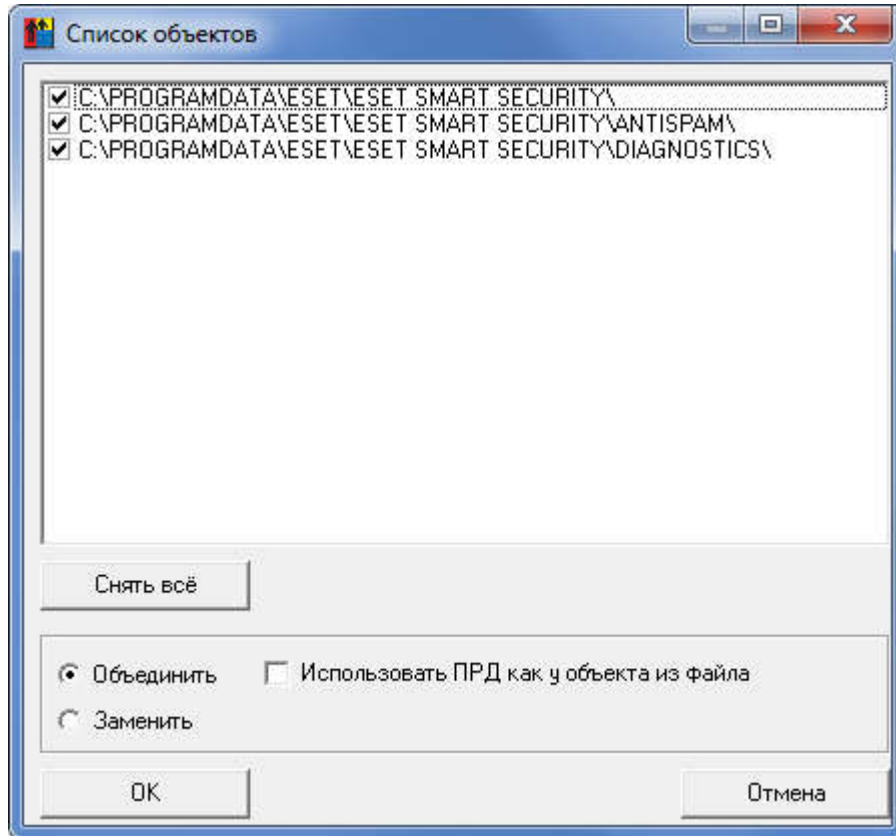 Список объектов
C:\PROGRAMDATA\ESET\ESET SMART SECURITY\
C:\PROGRAMDATA\ESET\ESET SMART SECURITY\ANTISPAM\
C:\PROGRAMDATA\ESET\ESET SMART SECURITY\DIAGNOSTICS\
Снять всё
Объединить Использовать ПРД как у объекта из файла
Заменить
OK Отмена